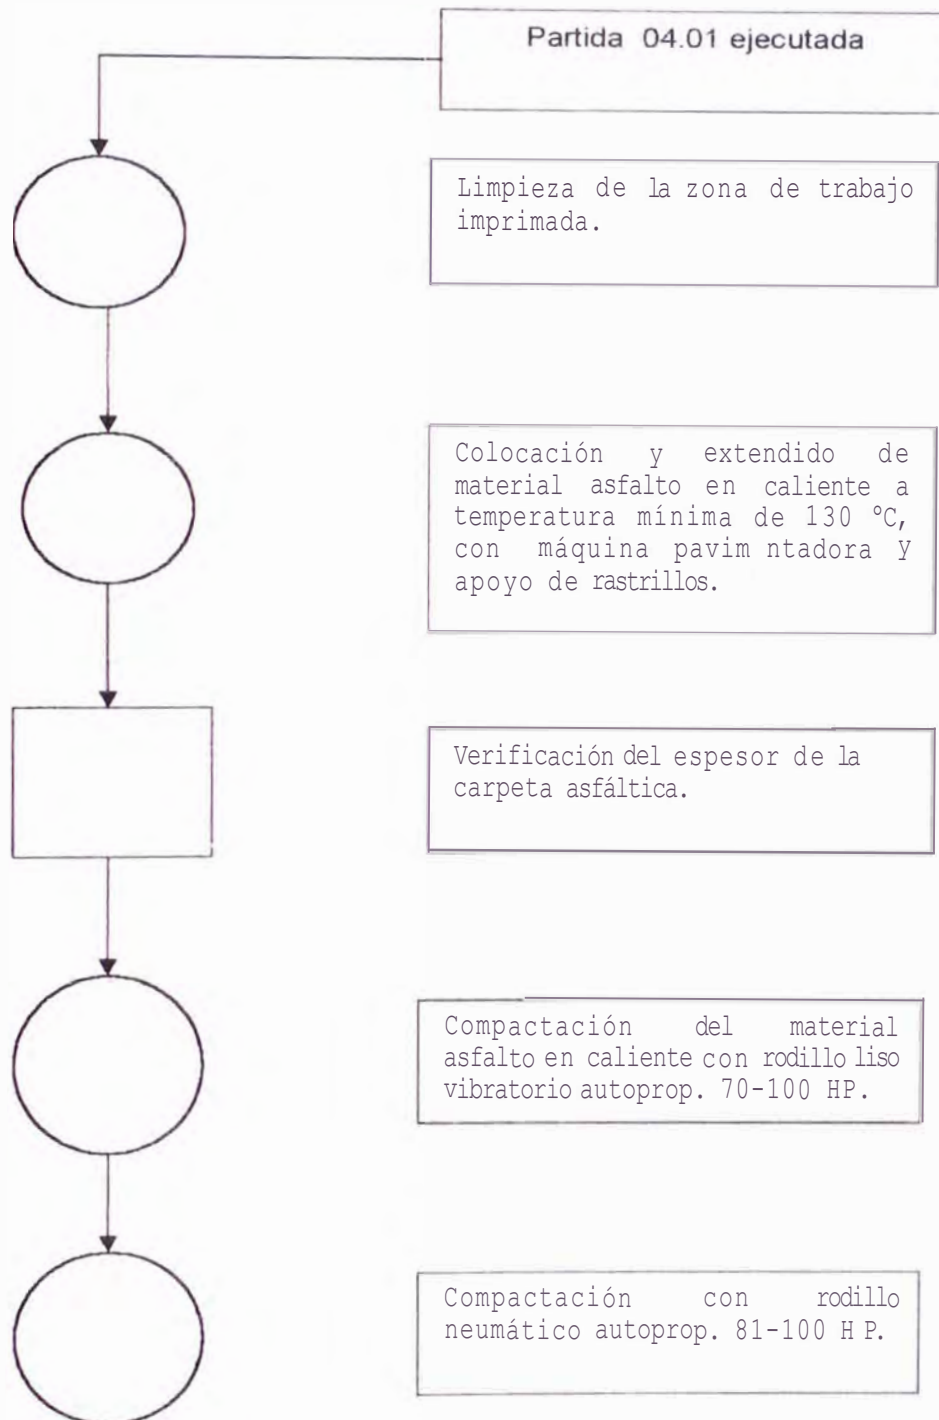 Partida 04.01 ejecutada
Limpieza de la zona de trabajo
imprimada.
Colocación y extendido de
material asfalto en caliente a
temperatura mínima de 130 ºC,
con máquina pavim ntadora y
apoyo de rastrillos.
Verificación del espesor de la
carpeta asfáltica.
Compactación del material
asfalto en caliente con rodillo liso
vibratorio autoprop. 70-100 HP.
Compactación con rodillo
neumático autoprop. 81-100 H P.